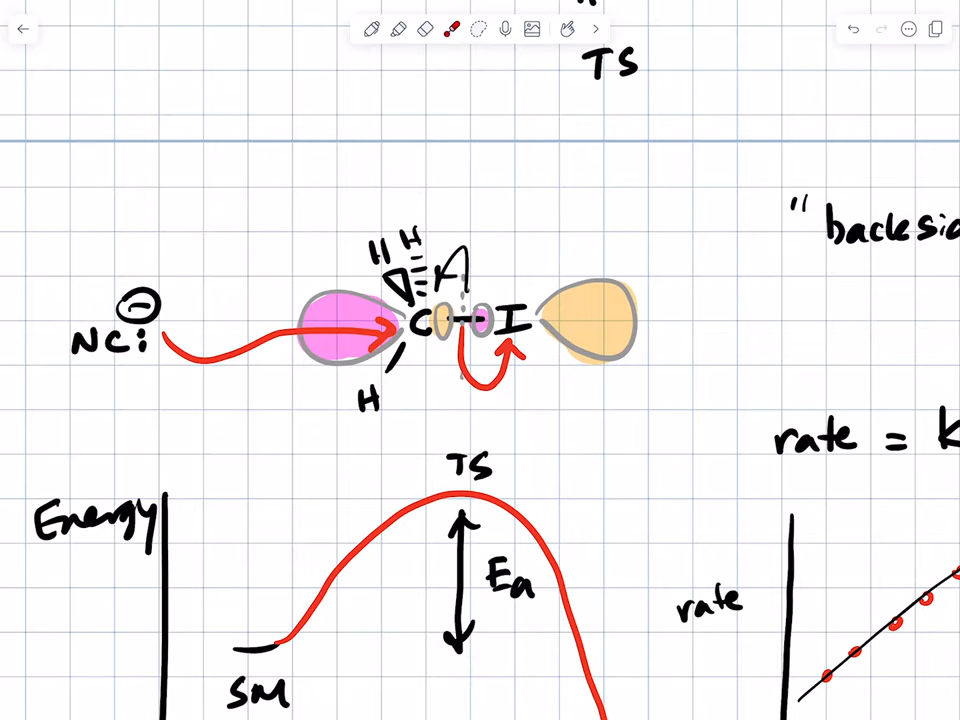 TS
" backsid
H H
NC: ⊖
C - I
H
rate = k
TS
Energy
Ea
rate
SM